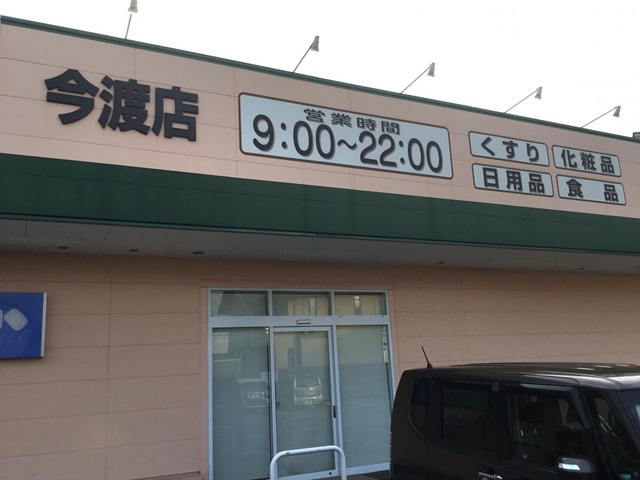 今渡店
営業時間
9:00~22:00
くすり
化粧品
日用品
食品